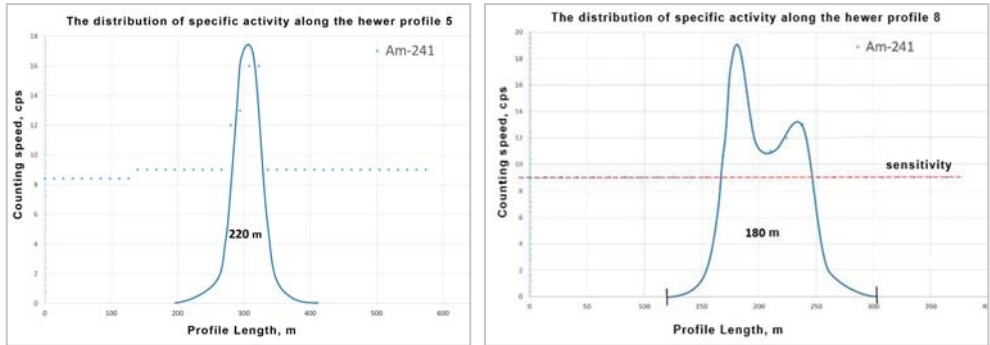 The distribution of specific activity along the hewer profile 5
Am-241
Counting speed, cps
18
16
14
12
10
8
6
4
2
0
220 m
0 100 200 300 400 500 600
Profile Length, m
The distribution of specific activity along the hewer profile 8
Am-241
Counting speed, cps
20
18
16
14
12
10
8
6
4
2
0
sensitivity
180 m
0 50 100 150 200 250 300 350
Profile Length, m